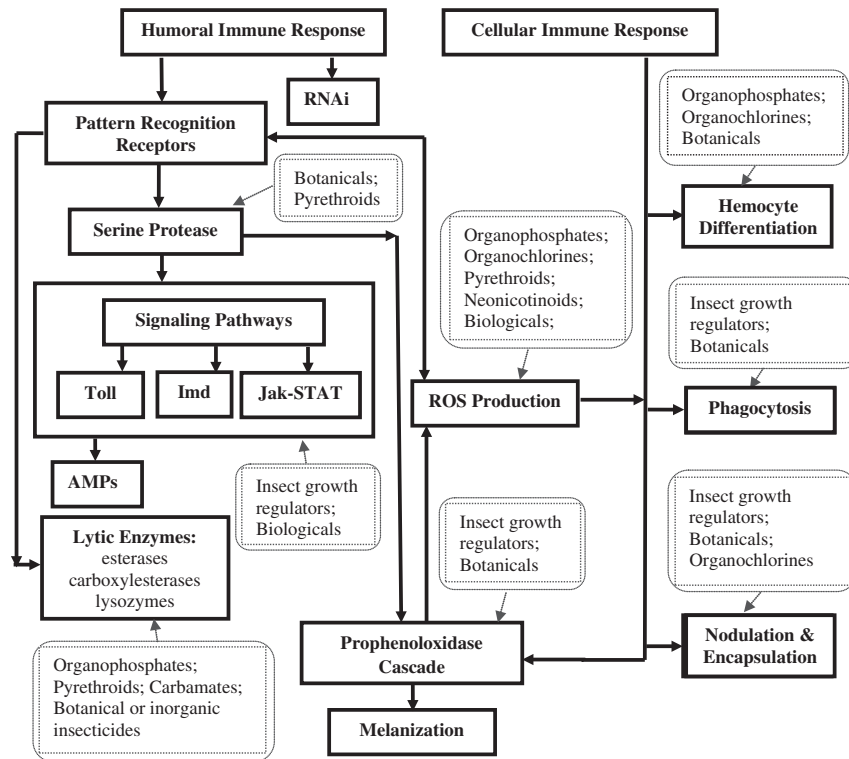 Humoral Immune Response
Cellular Immune Response
RNAi
Pattern Recognition
Receptors
Organophosphates;
Organochlorines;
Botanicals
Botanicals;
Pyrethroids
Hemocyte
Differentiation
Serine Protease
Organophosphates;
Organochlorines;
Pyrethroids;
Neonicotinoids;
Biologicals;
Signaling Pathways
Toll
Imd
Jak-STAT
Insect growth
regulators;
Botanicals
ROS Production
Phagocytosis
AMPs
Insect growth
regulators;
Biologicals
Insect growth
regulators;
Botanicals
Insect growth
regulators;
Botanicals;
Organochlorines
Lytic Enzymes:
esterases
carboxylesterases
lysozymes
Prophenoloxidase
Cascade
Nodulation &
Encapsulation
Organophosphates;
Pyrethroids; Carbamates;
Botanical or inorganic
insecticides
Melanization